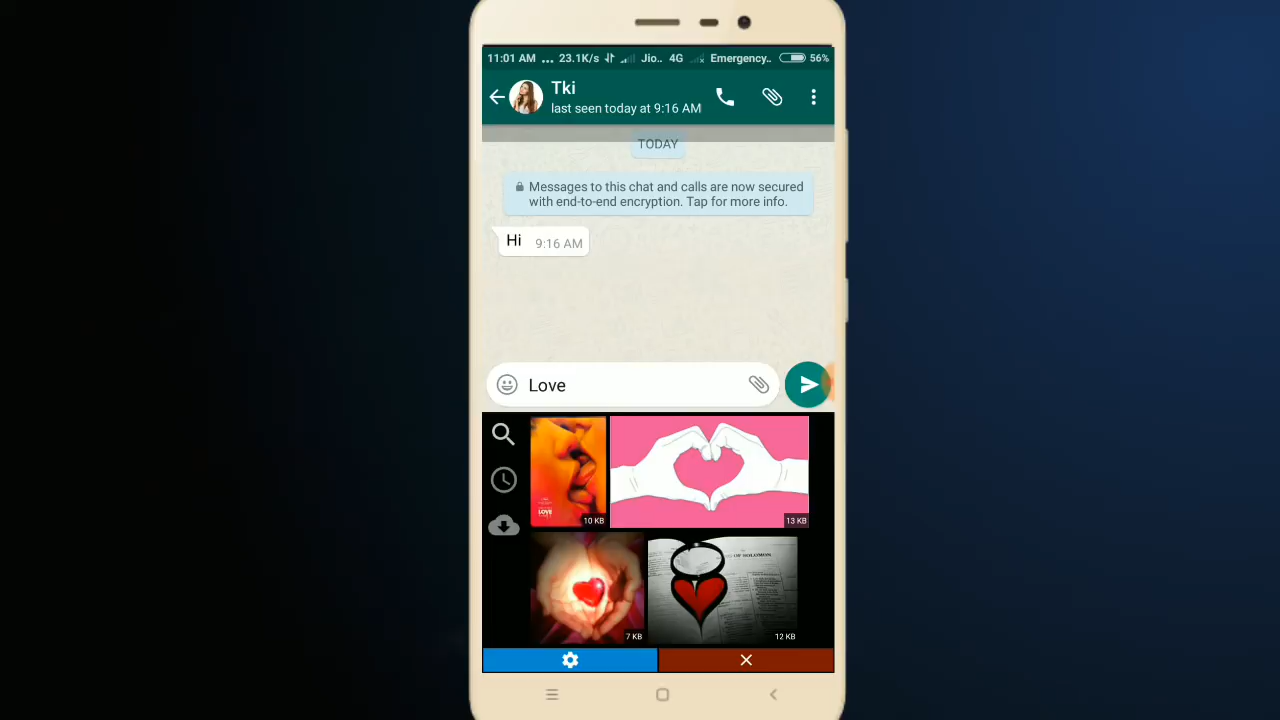 11:01 AM ... 23.1K/s Jio.. 4G Emergency.. 56%
Tki
last seen today at 9:16 AM
TODAY
Messages to this chat and calls are now secured
with end-to-end encryption. Tap for more info.
Hi 9:16 AM
Love
LOVE
10 KB
13 KB
7 KB
12 KB